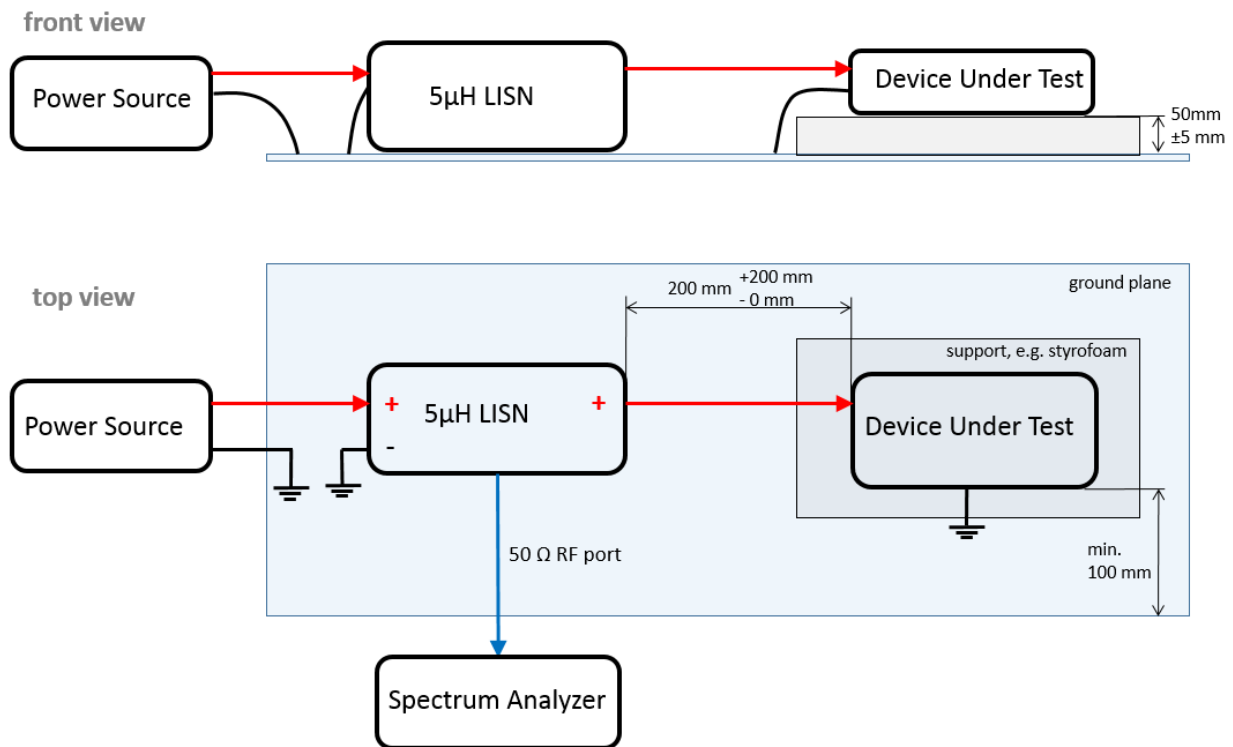 front view
Power Source
5µH LISN
Device Under Test
50mm
±5 mm
top view
ground plane
200 mm +200 mm
- 0 mm
support, e.g. styrofoam
Power Source
+
-
5µH LISN
+
Device Under Test
50 Ω RF port
min.
100 mm
Spectrum Analyzer